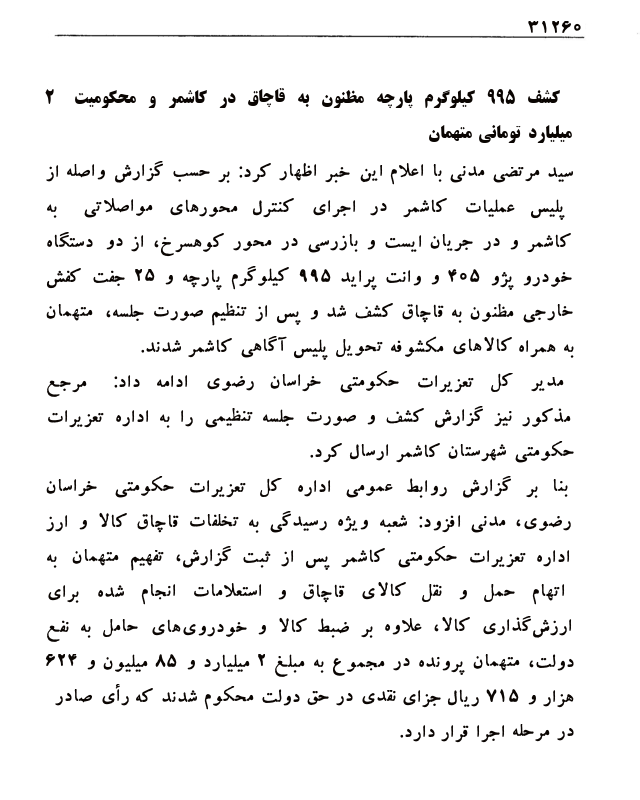 ۳۱۲۶۰
کشف ۹۹۵ کیلوگرم پارچه مظنون به قاچاق در کاشمر و محکومیت ۲
میلیارد تومانی متهمان
سید مرتضی مدنی با اعلام این خبر اظهار کرد: بر حسب گزارش واصله از
پلیس عملیات کاشمر در اجرای کنترل محورهای مواصلاتی به
کاشمر و در جریان ایست و بازرسی در محور کوهسرخ، از دو دستگاه
خودرو پژو ۴۰۵ و وانت پراید ۹۹۵ کیلوگرم پارچه و ۲۵ جفت کفش
خارجی مظنون به قاچاق کشف شد و پس از تنظیم صورت جلسه، متهمان
به همراه کالاهای مکشوفه تحویل پلیس آگاهی کاشمر شدند.
مدیر کل تعزیرات حکومتی خراسان رضوی ادامه داد: مرجع
مذکور نیز گزارش کشف و صورت جلسه تنظیمی را به اداره تعزیرات
حکومتی شهرستان کاشمر ارسال کرد.
بنا بر گزارش روابط عمومی اداره کل تعزیرات حکومتی خراسان
رضوی، مدنی افزود: شعبه ویژه رسیدگی به تخلفات قاچاق کالا و ارز
اداره تعزیرات حکومتی کاشمر پس از ثبت گزارش، تفهیم متهمان به
اتهام حمل و نقل کالای قاچاق و استعلامات انجام شده برای
ارزش‌گذاری کالا، علاوه بر ضبط کالا و خودروی‌های حامل به نفع
دولت، متهمان پرونده در مجموع به مبلغ ۲ میلیارد و ۸۵ میلیون و ۶۲۴
هزار و ۷۱۵ ریال جزای نقدی در حق دولت محکوم شدند که رأی صادر
در مرحله اجرا قرار دارد.